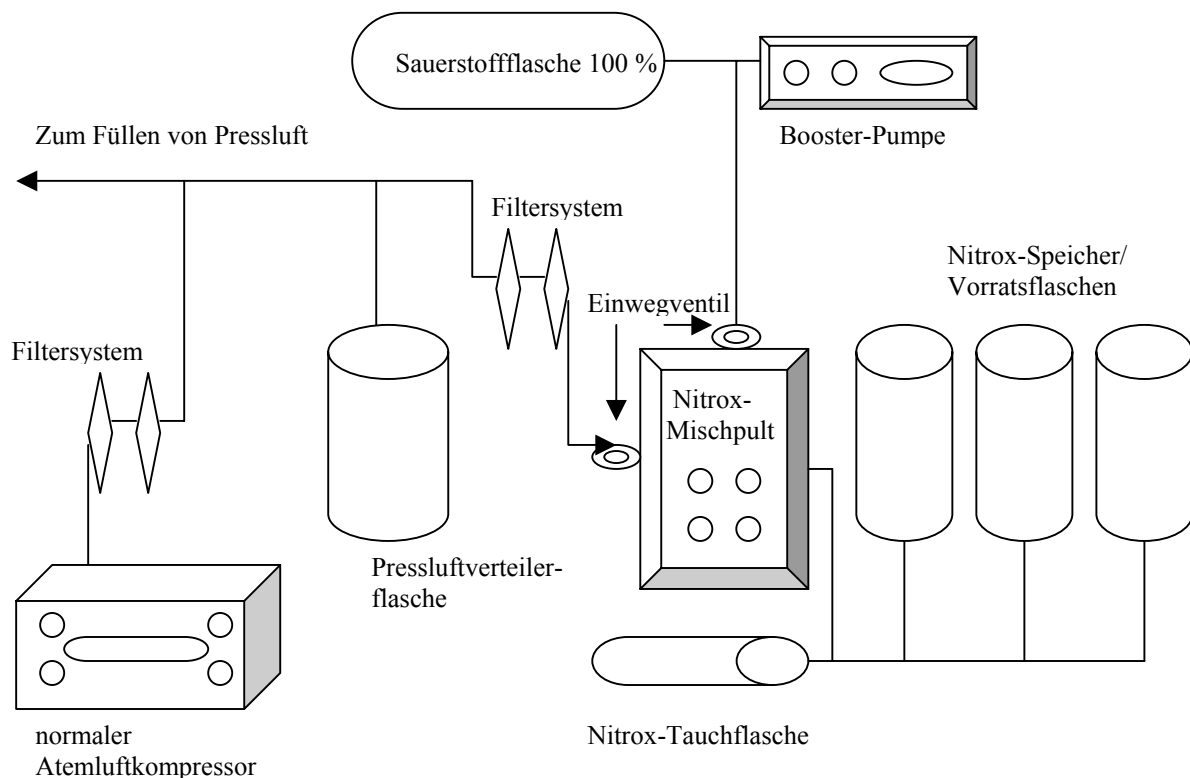 Sauerstoffflasche 100 %
Booster-Pumpe
Zum Füllen von Pressluft
Filtersystem
Nitrox-Speicher/
Vorratsflaschen
Einwegventil
Filtersystem
Nitrox-
Mischpult
Pressluftverteiler-
flasche
Nitrox-Tauchflasche
normaler
Atemluftkompressor